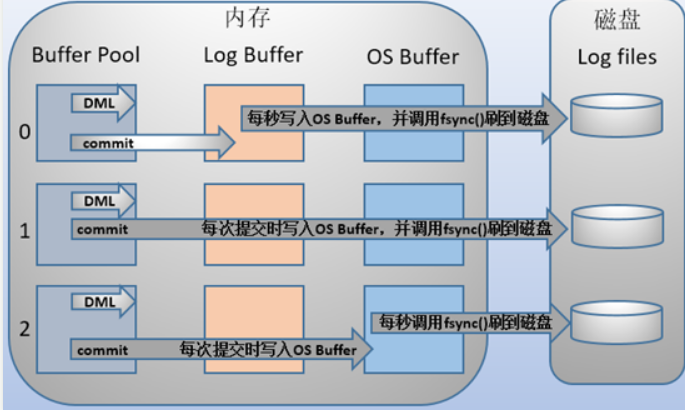 内存
磁盘
Buffer Pool
Log Buffer
OS Buffer
Log files
0
DML
commit
每秒写入OS Buffer，并调用fsync()刷到磁盘
1
DML
commit
每次提交时写入OS Buffer，并调用fsync()刷到磁盘
2
DML
每秒调用fsync()刷到磁盘
commit
每次提交时写入OS Buffer